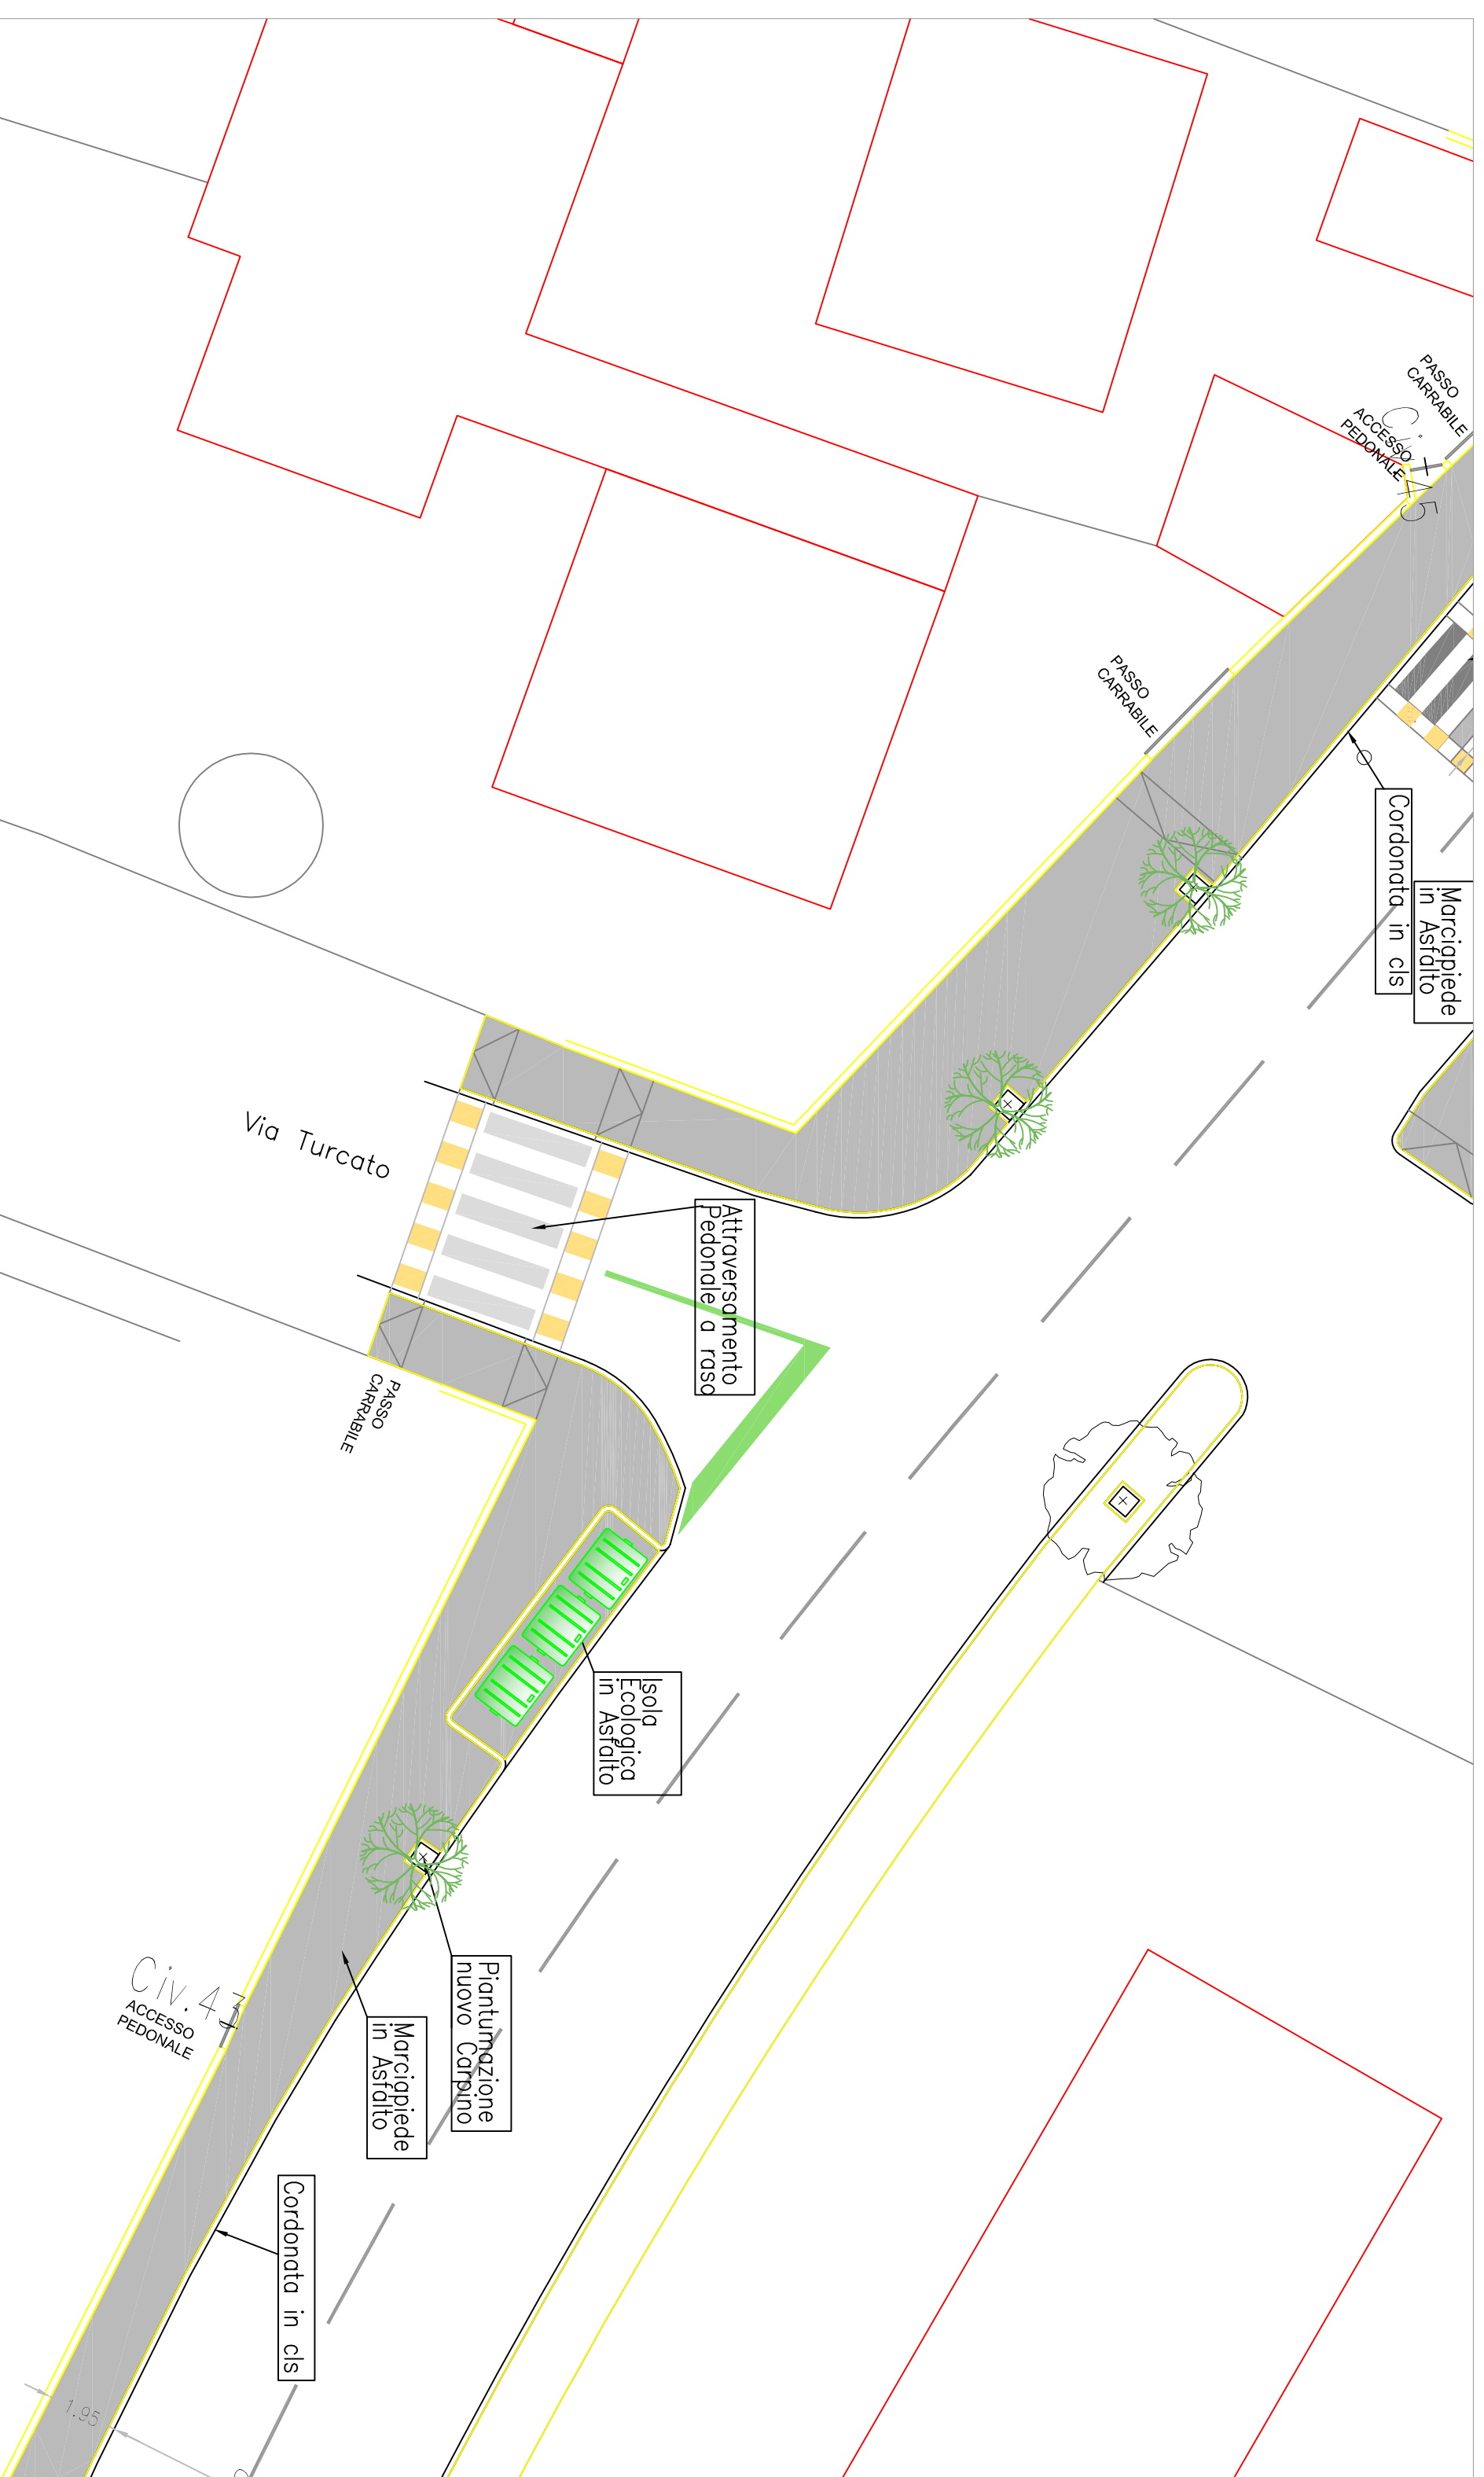 PASSO
CARRABILE
ACCESSO
PEDONALE
PASSO
CARRABILE
Cordonata in cls
Marciapiede
in Asfalto
Via Turcato
Attraversamento
Pedonale a raso
PASSO
CARRABILE
Isola
Ecologica
in Asfalto
Piantumazione
nuovo Carpino
Civ.43
ACCESSO
PEDONALE
Marciapiede
in Asfalto
Cordonata in cls
1.95